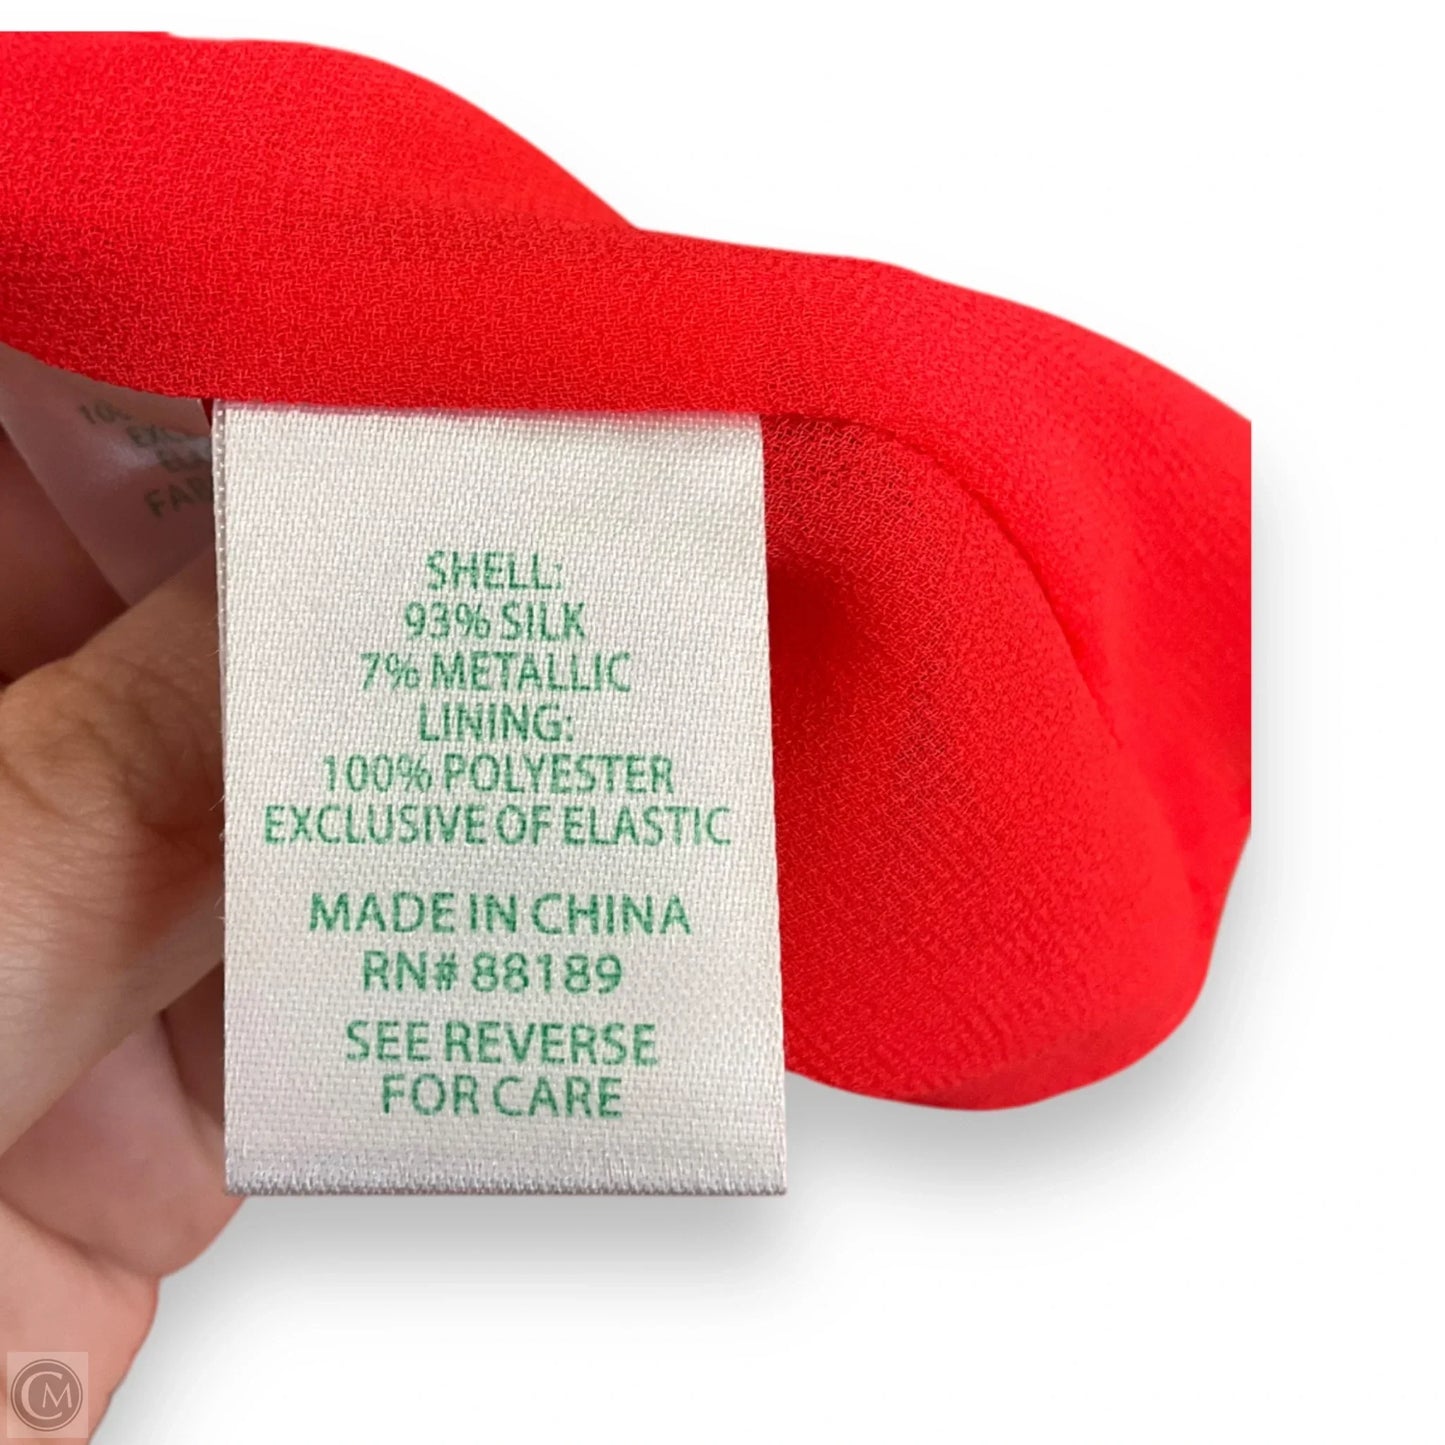 SHELL:
93% SILK
7% METALLIC
LINING:
100% POLYESTER
EXCLUSIVE OF ELASTIC
MADE IN CHINA
RN# 88189
SEE REVERSE
FOR CARE
CM